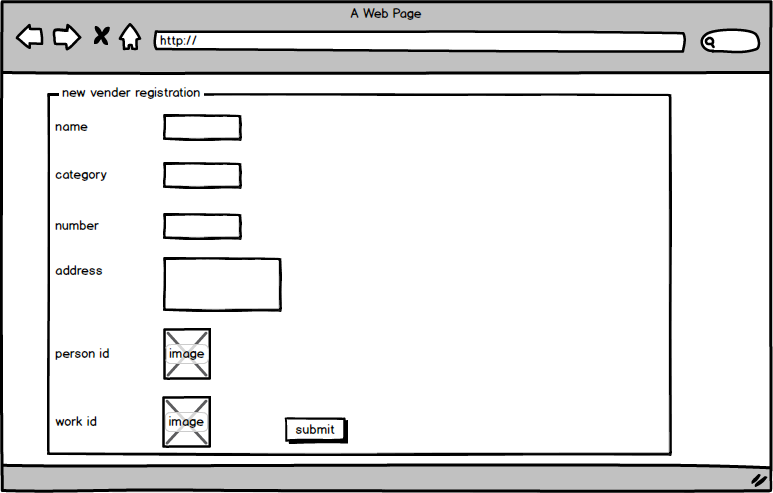 A Web Page
http://
new vender registration
name
category
number
address
person id
image
work id
image
submit